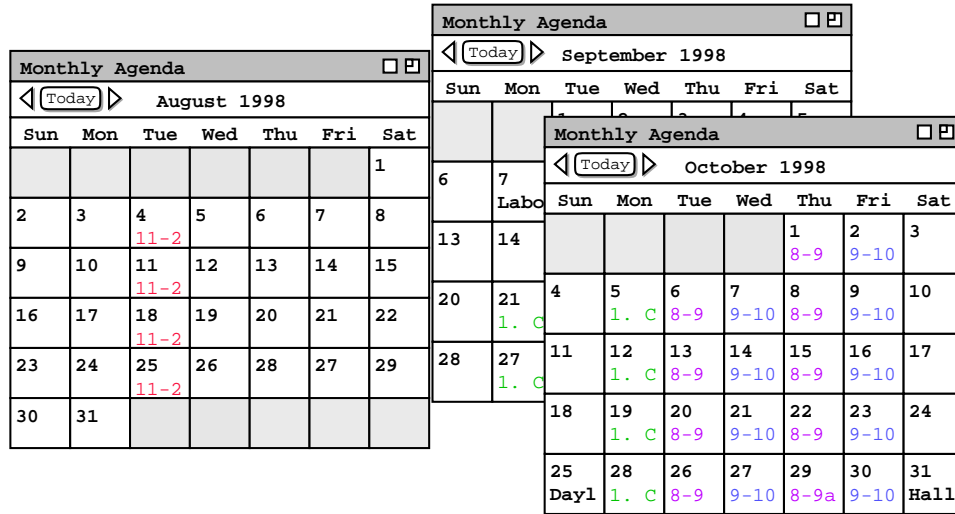 Monthly Agenda
Today August 1998
Sun Mon Tue Wed Thu Fri Sat
1
2 3 4 5 6 7 8
11-2
9 10 11 12 13 14 15
11-2
16 17 18 19 20 21 22
11-2
23 24 25 26 28 27 29
11-2
30 31
Monthly Agenda
Today September 1998
Sun Mon Tue Wed Thu Fri Sat
6 7
Labo
13 14
20 21
1. C
28 27
1. C
Monthly Agenda
Today October 1998
Sun Mon Tue Wed Thu Fri Sat
1 2 3
8-9 9-10
4 5 6 7 8 9 10
1. C 8-9 9-10 8-9 9-10
11 12 13 14 15 16 17
1. C 8-9 9-10 8-9 9-10
18 19 20 21 22 23 24
1. C 8-9 9-10 8-9 9-10
25 28 26 27 29 30 31
Dayl 1. C 8-9 9-10 8-9a 9-10 Hall